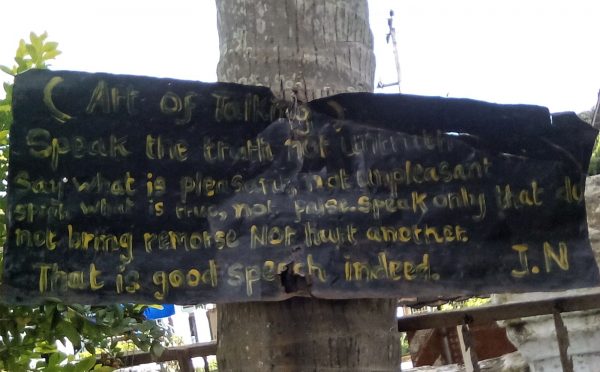 ( Art of Talking )
Speak the truth not untruth
Say what is pleasant, not unpleasant
what is true, not false. Speak only that do
not bring remorse Nor hurt another.
That is good speech indeed. J.N